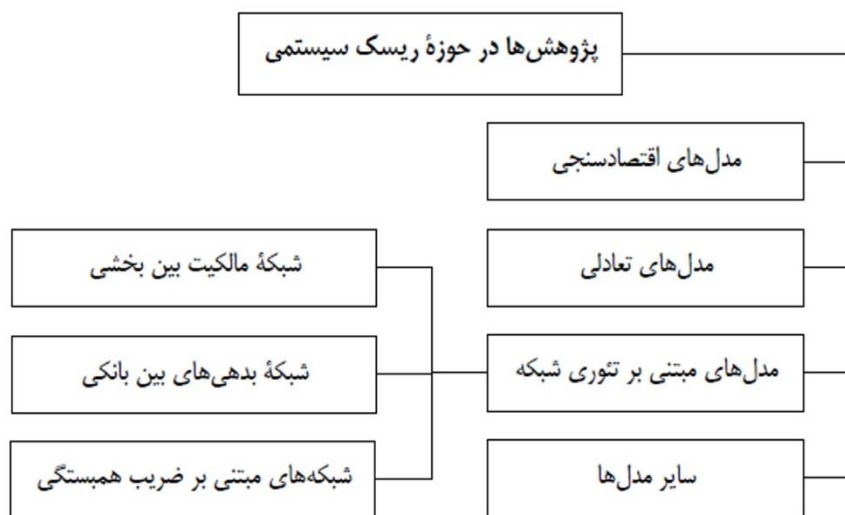 پژوهش‌ها در حوزهٔ ریسک سیستمی
مدل‌های اقتصادسنجی
مدل‌های تعادلی
شبکهٔ مالکیت بین بخشی
مدل‌های مبتنی بر تئوری شبکه
شبکهٔ بدهی‌های بین بانکی
سایر مدل‌ها
شبکه‌های مبتنی بر ضریب همبستگی